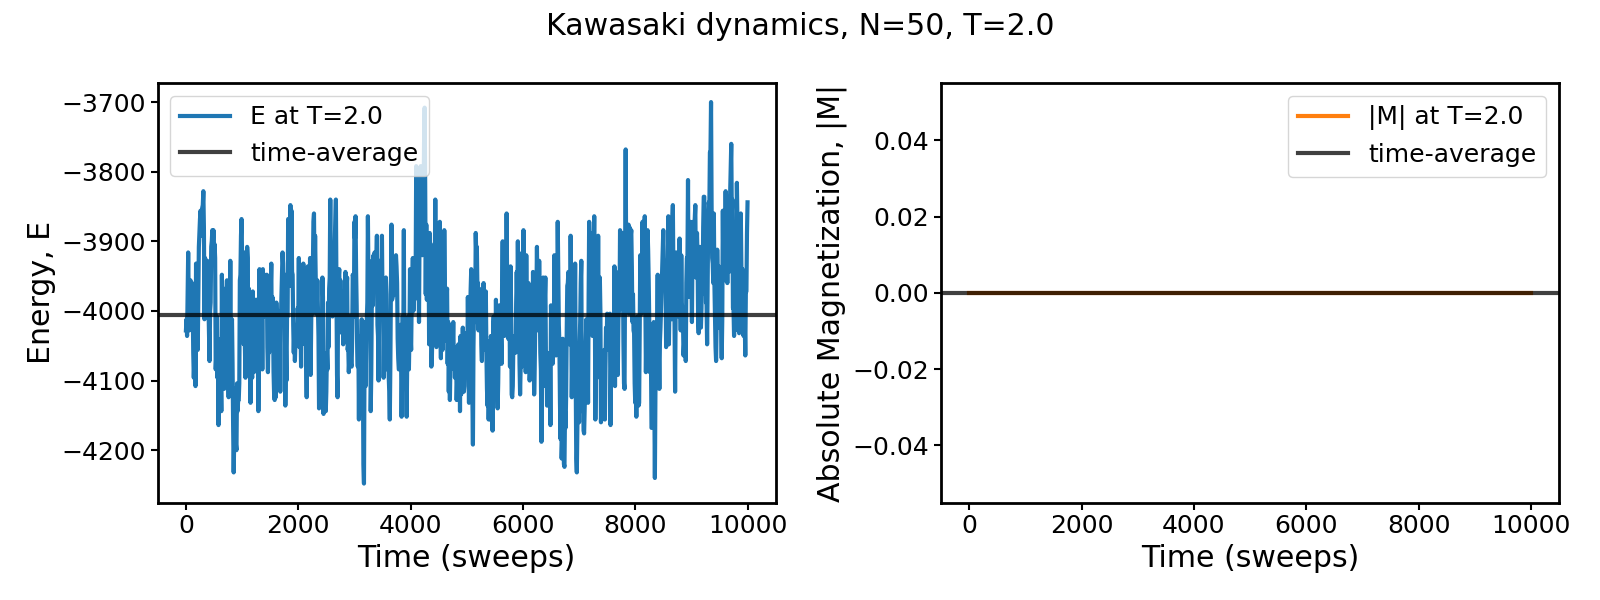 Kawasaki dynamics, N=50, T=2.0
Energy, E
−3700
−3800
−3900
−4000
−4100
−4200
E at T=2.0
time-average
0
2000
4000
6000
8000
10000
Time (sweeps)
Absolute Magnetization, |M|
0.04
0.02
0.00
−0.02
−0.04
|M| at T=2.0
time-average
0
2000
4000
6000
8000
10000
Time (sweeps)